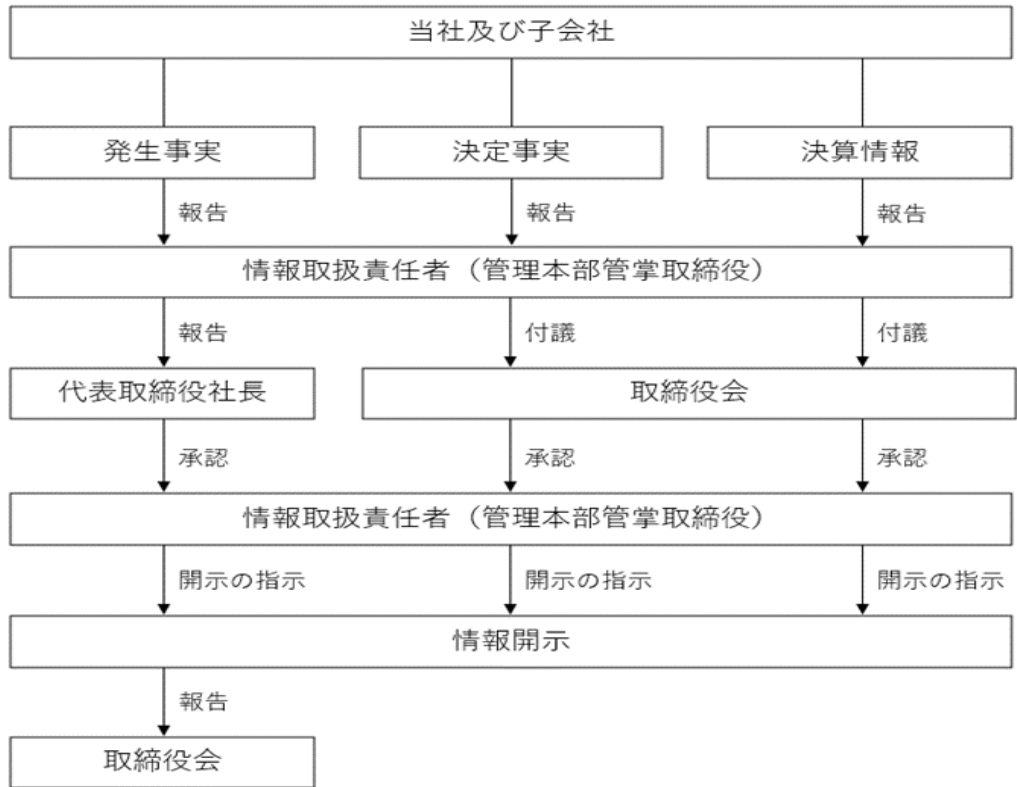 当社及び子会社
発生事実
決定事実
決算情報
報告
報告
報告
情報取扱責任者（管理本部管掌取締役）
報告
付議
付議
代表取締役社長
取締役会
承認
承認
承認
情報取扱責任者（管理本部管掌取締役）
開示の指示
開示の指示
開示の指示
情報開示
報告
取締役会